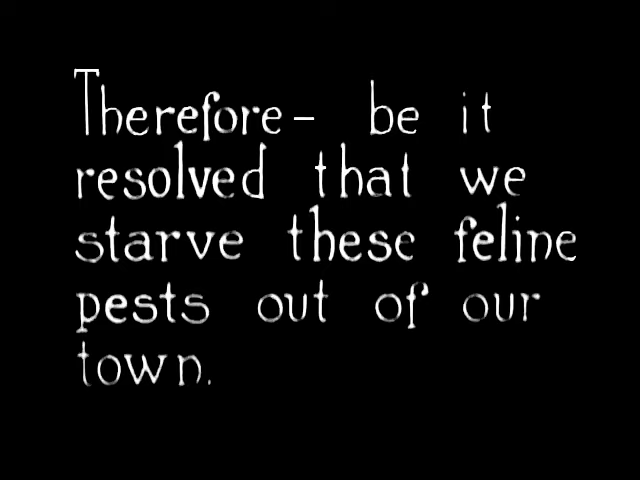 Therefore- be it
resolved that we
starve these feline
pests out of our
town.